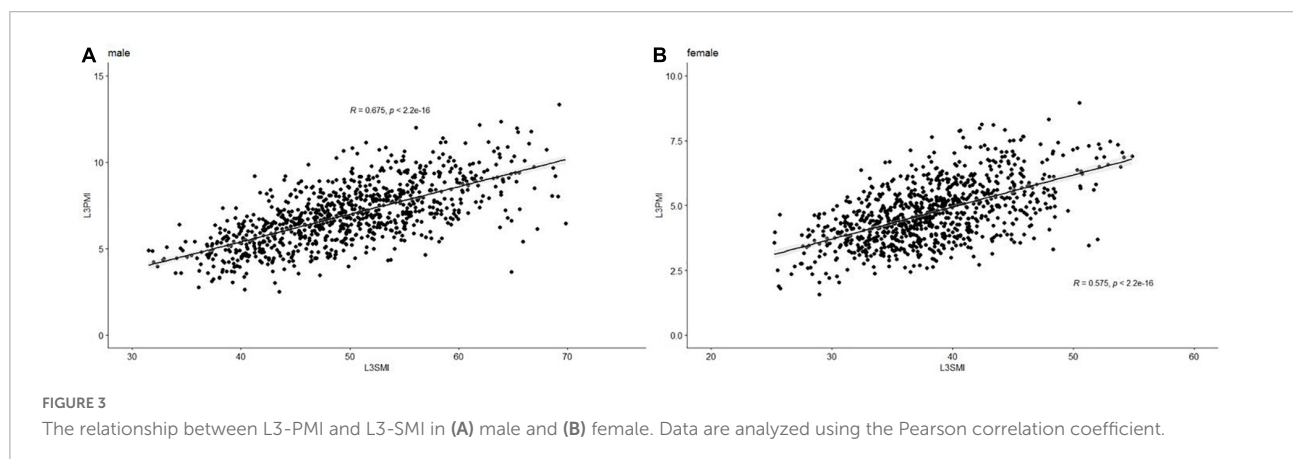 A
male
15
10
5
0
L3PMI
R = 0.675, p < 2.2e-16
30
40
50
60
70
L3SMI
B
female
10.0
7.5
5.0
2.5
0.0
L3PMI
R = 0.575, p < 2.2e-16
20
30
40
50
60
L3SMI
FIGURE 3
The relationship between L3-PMI and L3-SMI in (A) male and (B) female. Data are analyzed using the Pearson correlation coefficient.